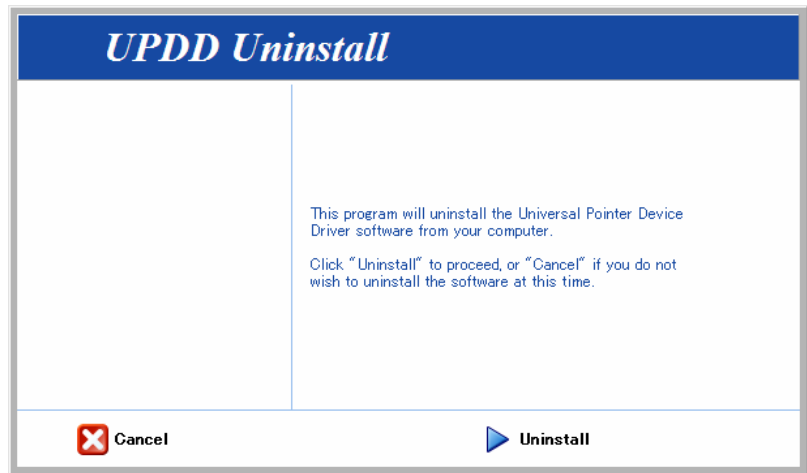 UPDD Uninstall
This program will uninstall the Universal Pointer Device
Driver software from your computer.
Click "Uninstall" to proceed, or "Cancel" if you do not
wish to uninstall the software at this time.
Cancel
Uninstall